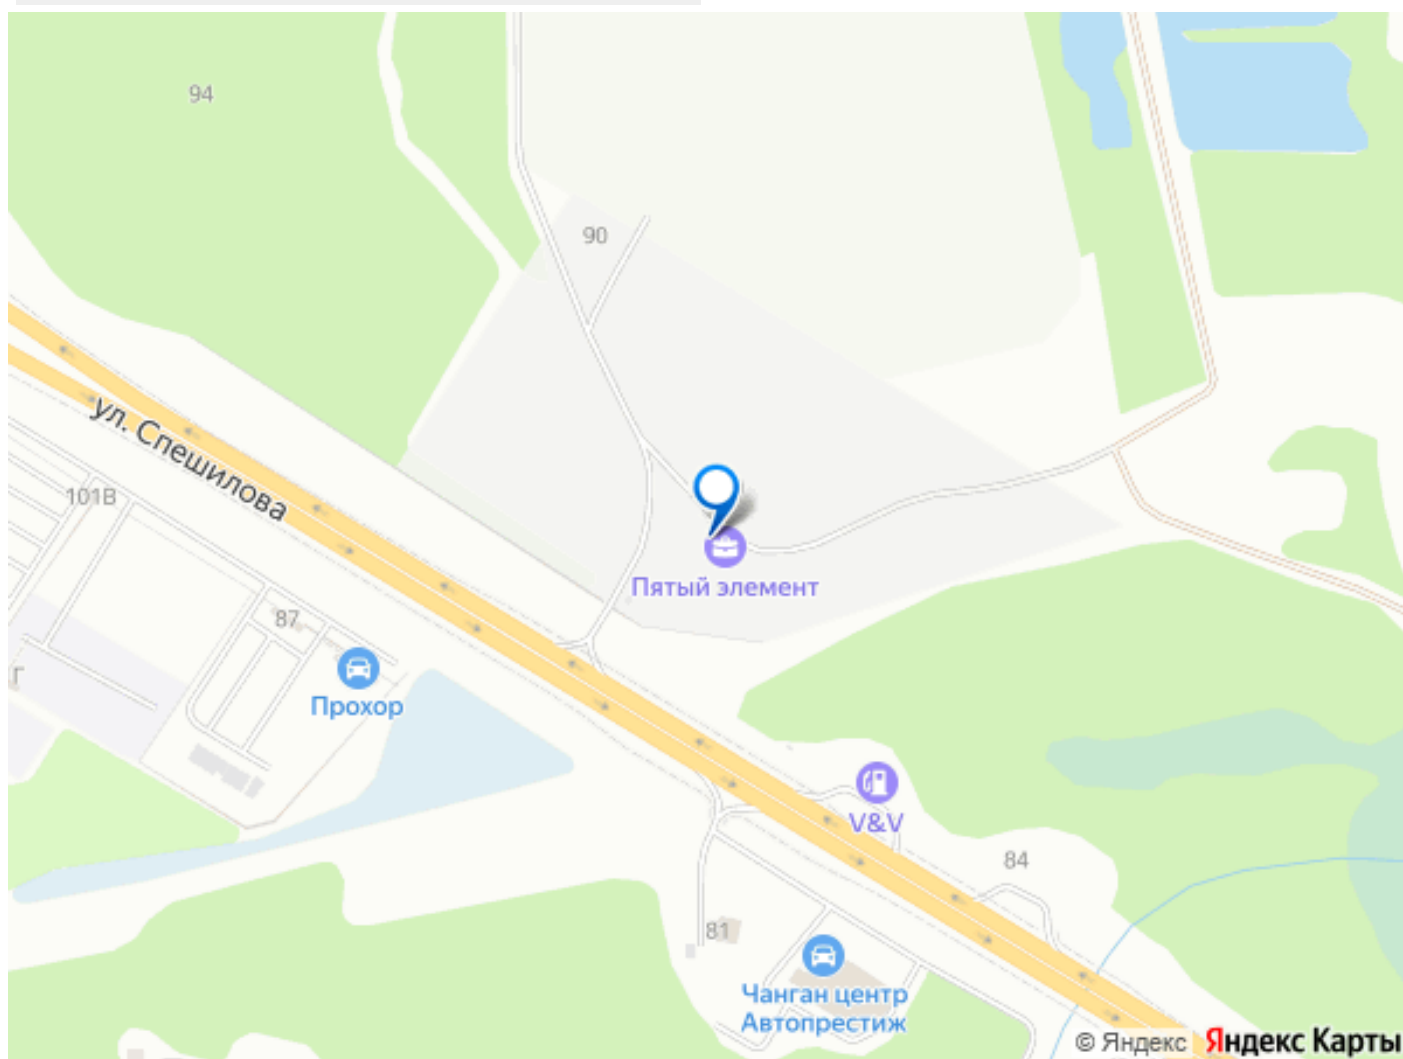 94
90
ул. Спешилова
101В
Пятый элемент
87
Г
Прохор
V&V
84
81
Чанган центр
Автопрестиж
© Яндекс Яндекс Карты